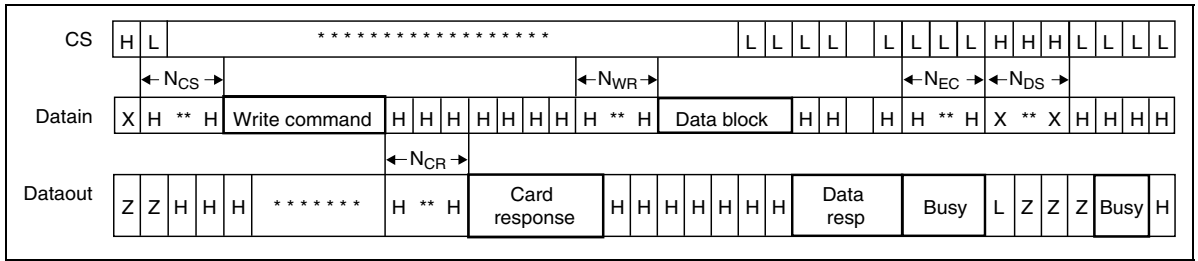 CS H L * * * * * * * * * * * * * * * * * * L L L L L L L L H H H L L L L
N_CS N_WR N_EC N_DS
Datain X H ** H Write command H H H H H H H H ** H Data block H H H H ** H X ** X H H H H
N_CR
Dataout Z Z H H H * * * * * * * H ** H Card response H H H H H H H Data resp Busy L Z Z Z Busy H